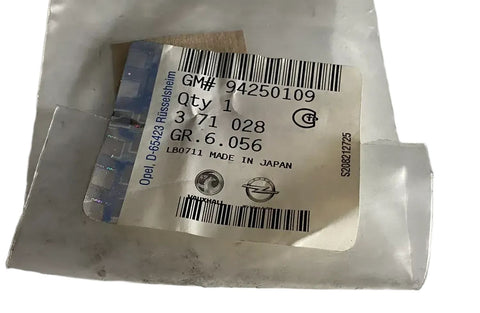 GM# 94250109
Qty 1
3 71 028
GR.6.056
LB0711 MADE IN JAPAN
VAUXHALL
Opel, D-65423 Rüsselsheim
S208212725